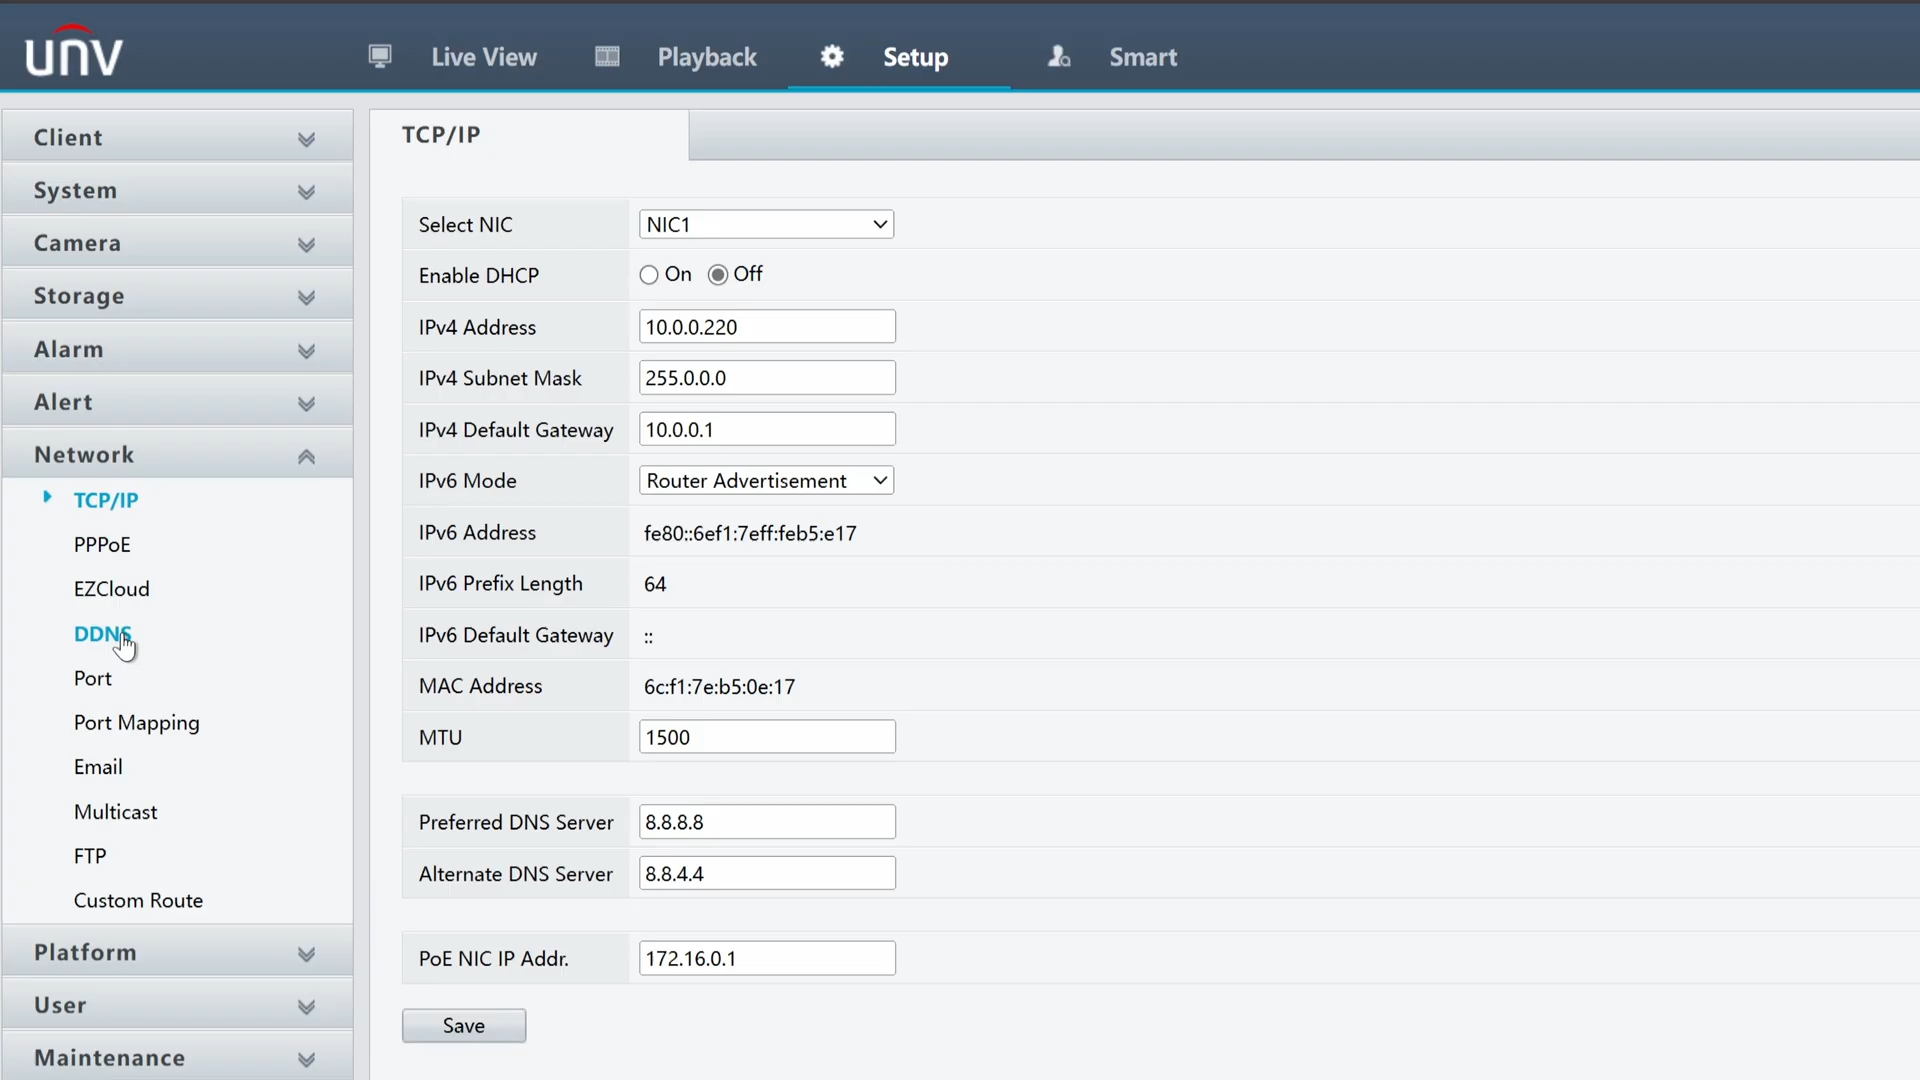 unv
Live View
Playback
Setup
Smart
Client
System
Camera
Storage
Alarm
Alert
Network
TCP/IP
PPPoE
EZCloud
DDNS
Port
Port Mapping
Email
Multicast
FTP
Custom Route
Platform
User
Maintenance
TCP/IP
Select NIC NIC1
Enable DHCP On Off
IPv4 Address 10.0.0.220
IPv4 Subnet Mask 255.0.0.0
IPv4 Default Gateway 10.0.0.1
IPv6 Mode Router Advertisement
IPv6 Address fe80::6ef1:7eff:feb5:e17
IPv6 Prefix Length 64
IPv6 Default Gateway ::
MAC Address 6c:f1:7e:b5:0e:17
MTU 1500
Preferred DNS Server 8.8.8.8
Alternate DNS Server 8.8.4.4
PoE NIC IP Addr. 172.16.0.1
Save